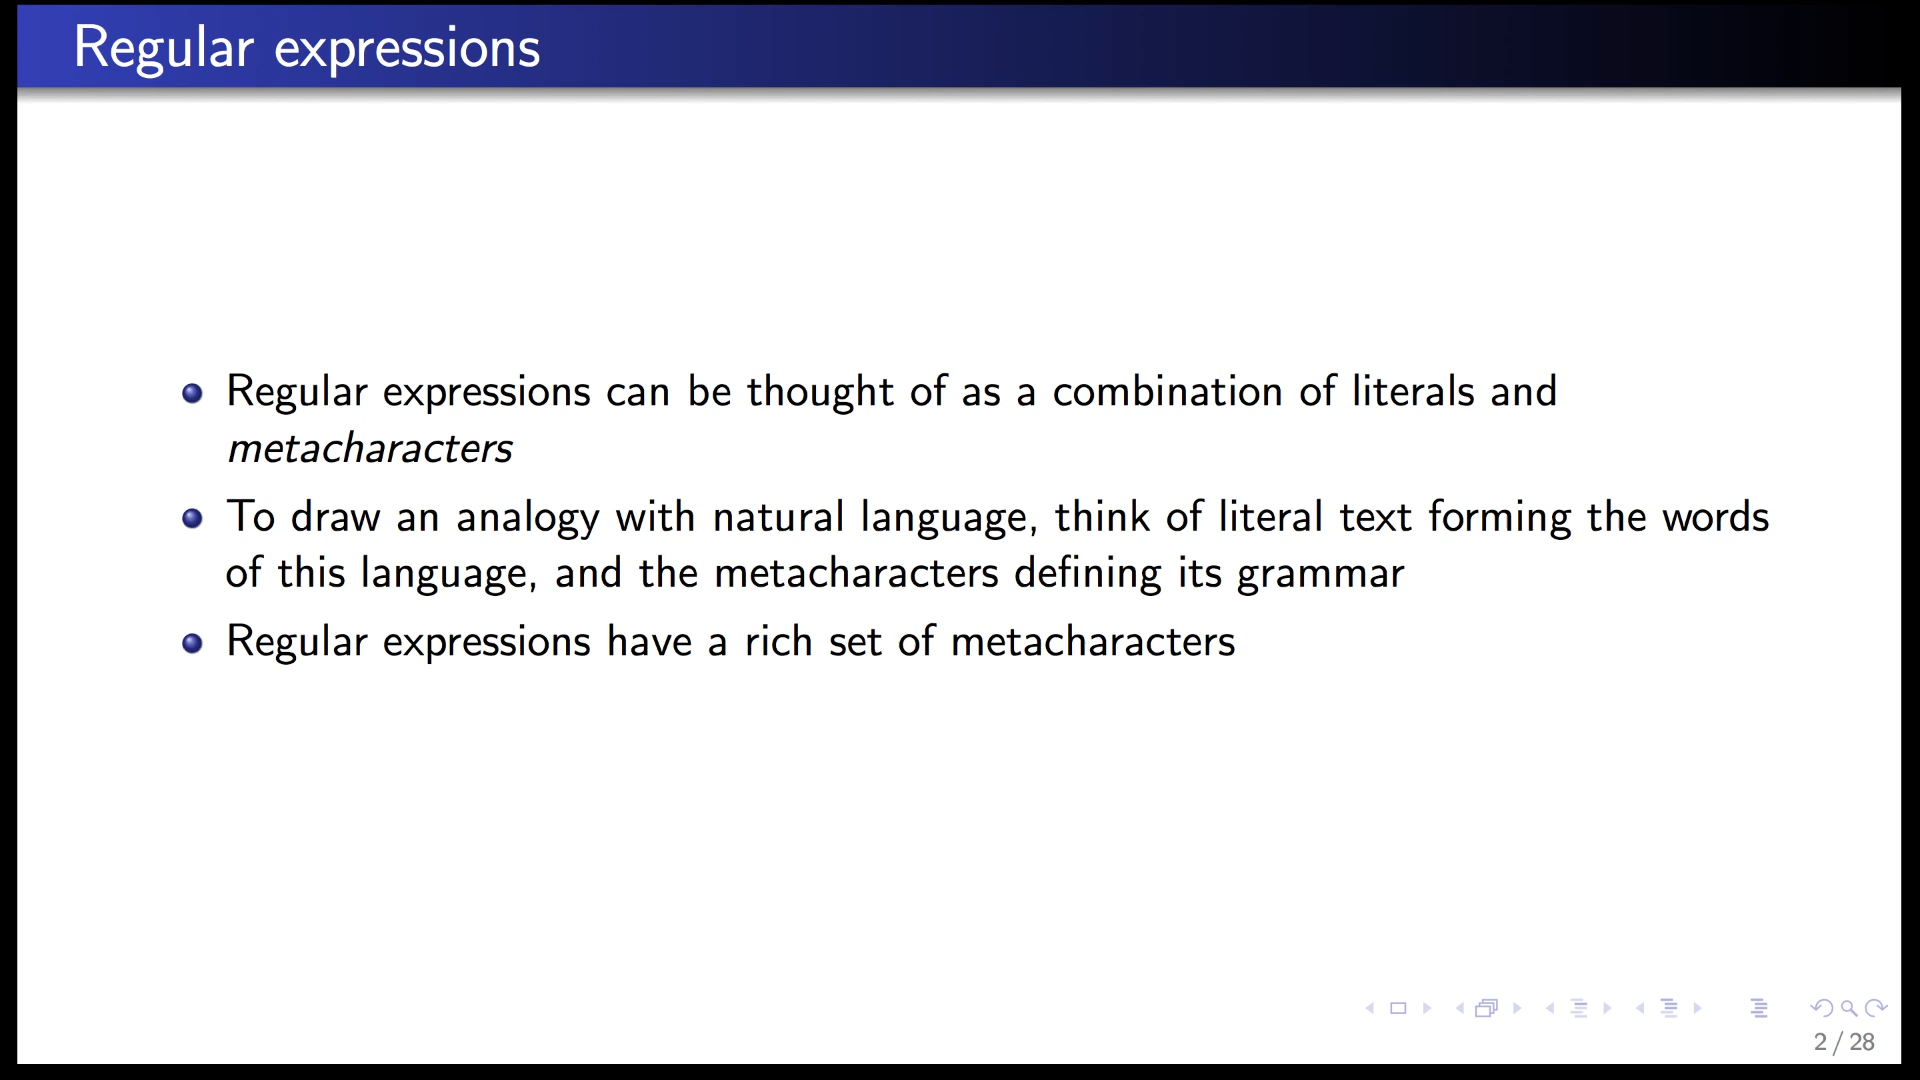 Regular expressions
Regular expressions can be thought of as a combination of literals and
metacharacters
To draw an analogy with natural language, think of literal text forming the words
of this language, and the metacharacters defining its grammar
Regular expressions have a rich set of metacharacters
2 / 28